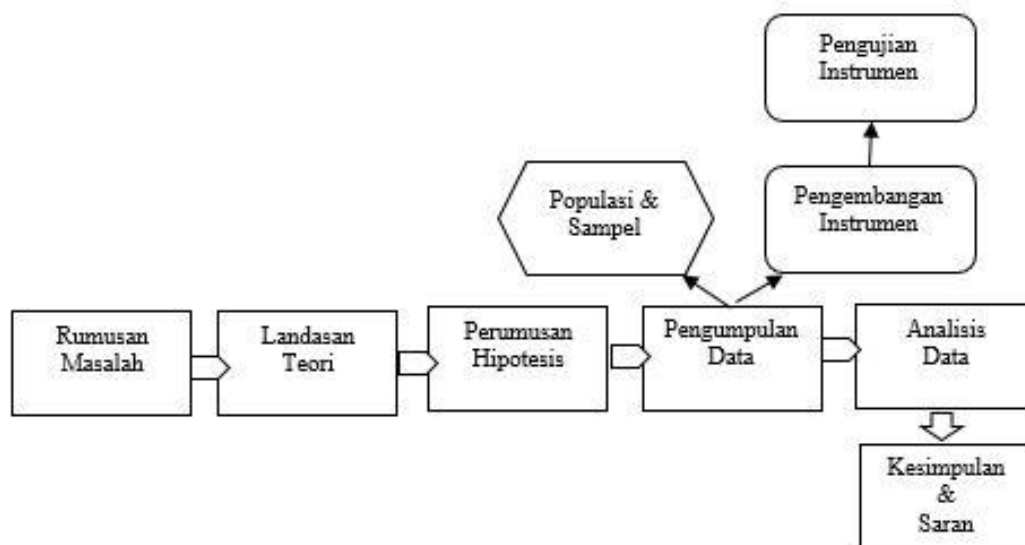 Pengujian
Instrumen
Populasi &
Sampel
Pengembangan
Instrumen
Rumusan
Masalah
Landasan
Teori
Perumusan
Hipotesis
Pengumpulan
Data
Analisis
Data
Kesimpulan
&
Saran